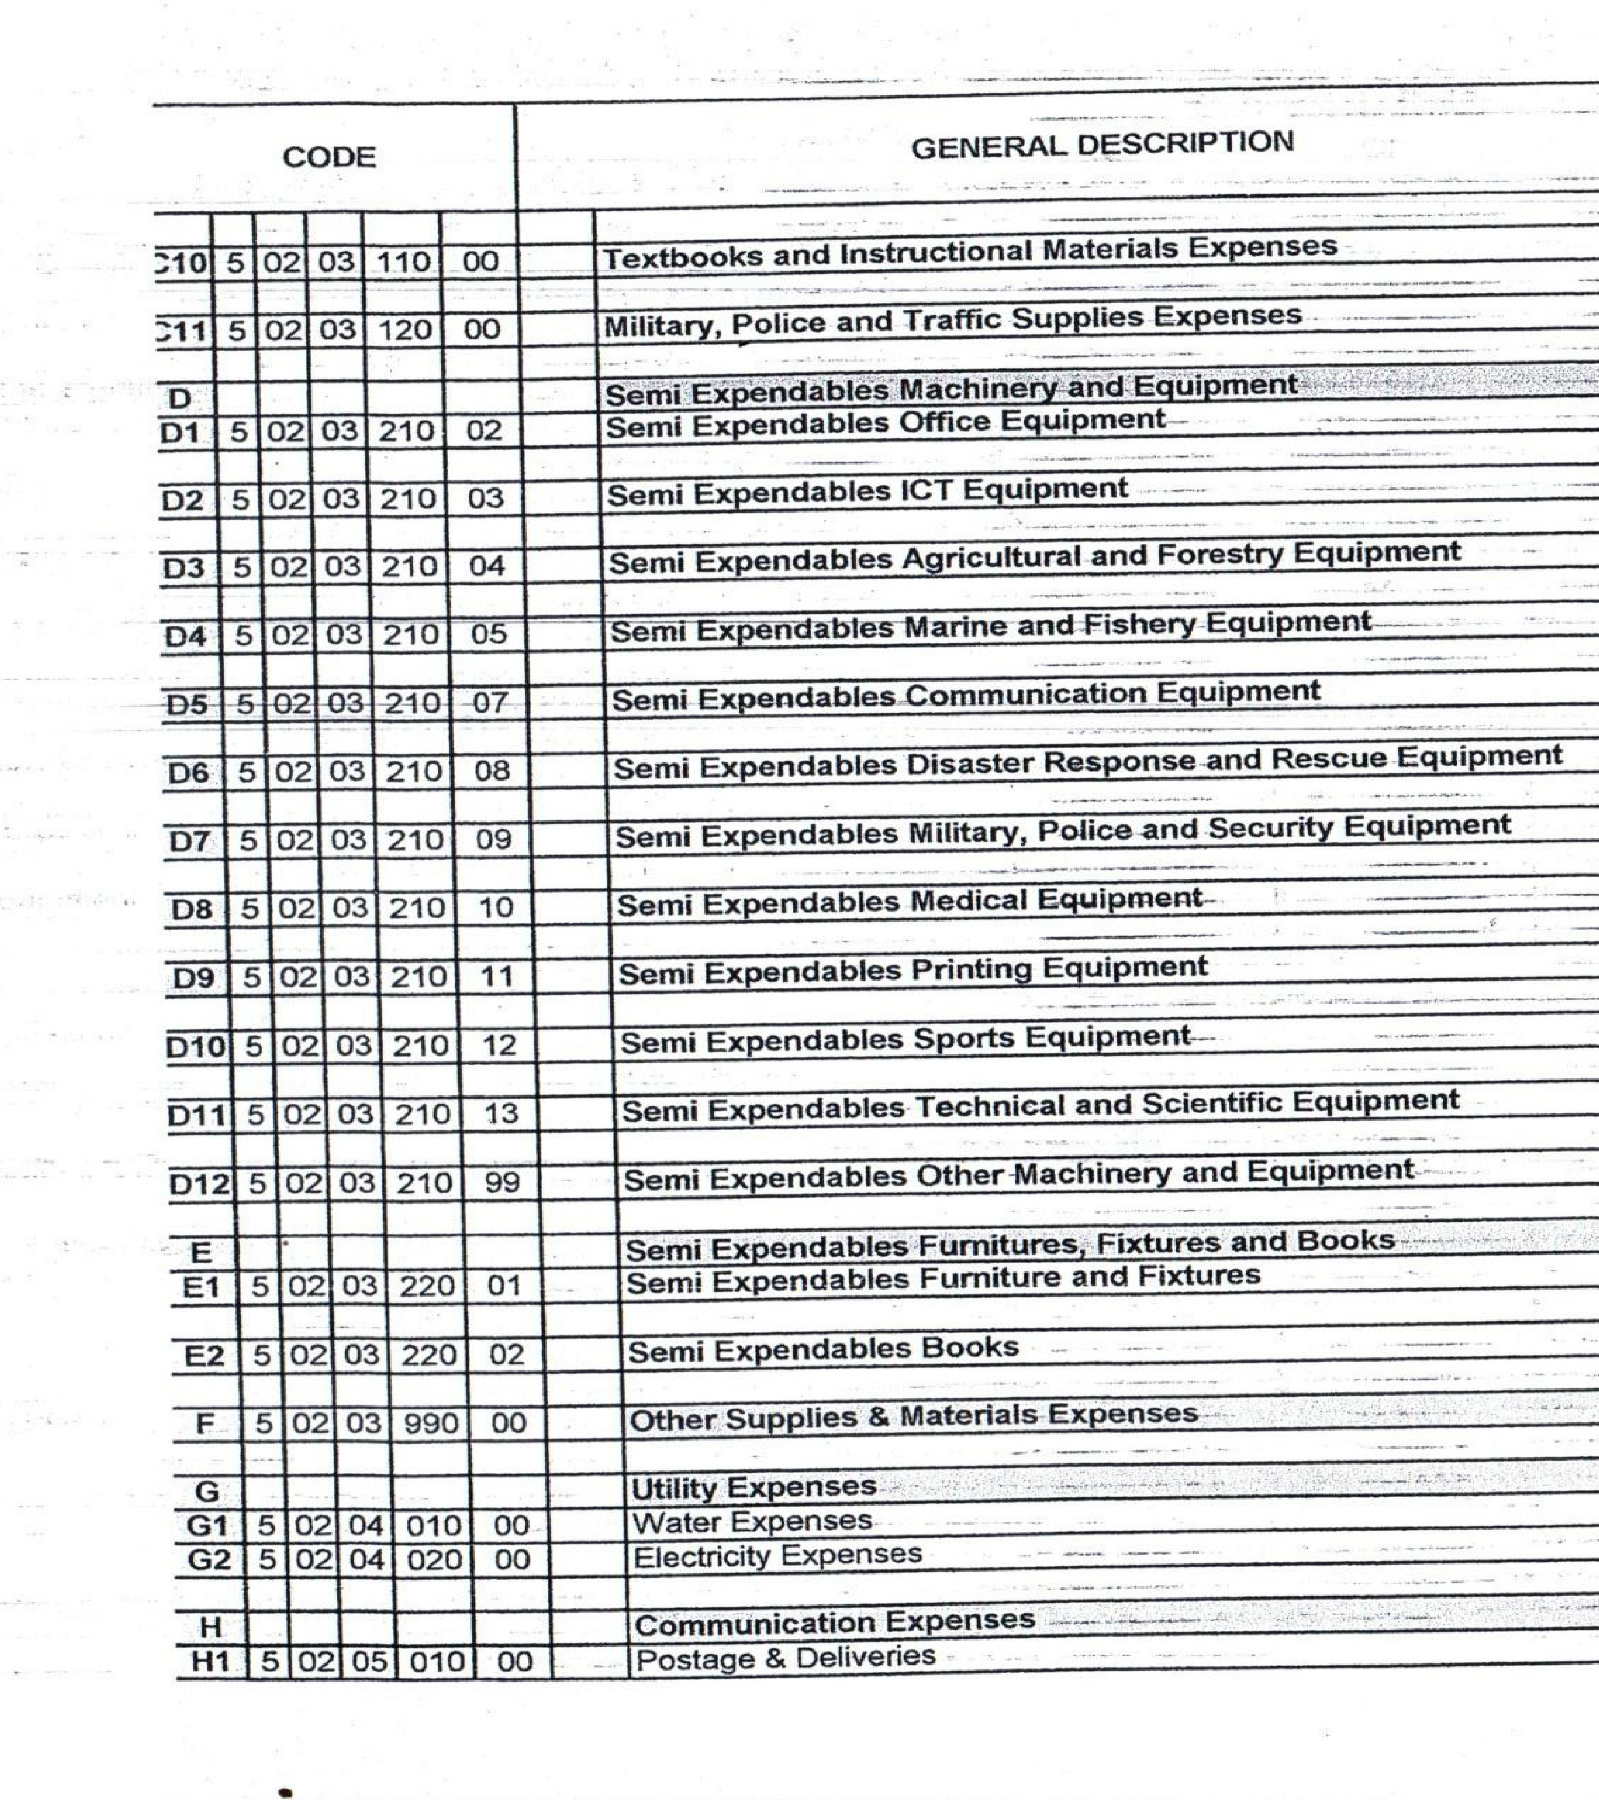 CODE GENERAL DESCRIPTION
C10 5 02 03 110 00 Textbooks and Instructional Materials Expenses
C11 5 02 03 120 00 Military, Police and Traffic Supplies Expenses
D Semi Expendables Machinery and Equipment
D1 5 02 03 210 02 Semi Expendables Office Equipment
D2 5 02 03 210 03 Semi Expendables ICT Equipment
D3 5 02 03 210 04 Semi Expendables Agricultural and Forestry Equipment
D4 5 02 03 210 05 Semi Expendables Marine and Fishery Equipment
D5 5 02 03 210 07 Semi Expendables Communication Equipment
D6 5 02 03 210 08 Semi Expendables Disaster Response and Rescue Equipment
D7 5 02 03 210 09 Semi Expendables Military, Police and Security Equipment
D8 5 02 03 210 10 Semi Expendables Medical Equipment
D9 5 02 03 210 11 Semi Expendables Printing Equipment
D10 5 02 03 210 12 Semi Expendables Sports Equipment
D11 5 02 03 210 13 Semi Expendables Technical and Scientific Equipment
D12 5 02 03 210 99 Semi Expendables Other Machinery and Equipment
E Semi Expendables Furnitures, Fixtures and Books
E1 5 02 03 220 01 Semi Expendables Furniture and Fixtures
E2 5 02 03 220 02 Semi Expendables Books
F 5 02 03 990 00 Other Supplies & Materials Expenses
G Utility Expenses
G1 5 02 04 010 00 Water Expenses
G2 5 02 04 020 00 Electricity Expenses
H Communication Expenses
H1 5 02 05 010 00 Postage & Deliveries